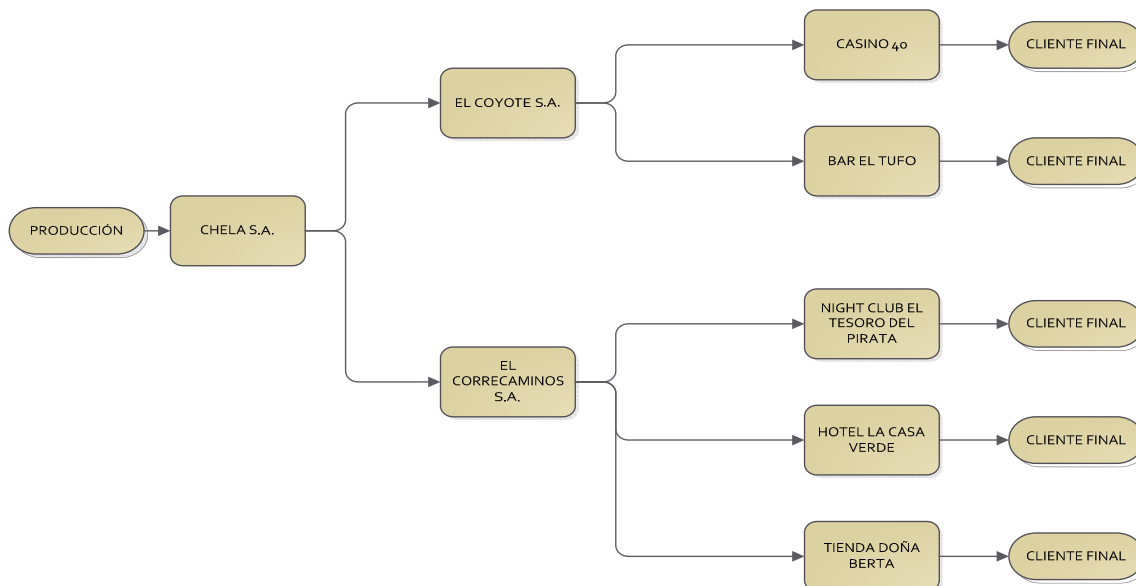 CASINO 40
CLIENTE FINAL
EL COYOTE S.A.
BAR EL TUFO
CLIENTE FINAL
PRODUCCIÓN
CHELA S.A.
NIGHT CLUB EL
TESORO DEL
PIRATA
CLIENTE FINAL
EL
CORRECAMINOS
S.A.
HOTEL LA CASA
VERDE
CLIENTE FINAL
TIENDA DOÑA
BERTA
CLIENTE FINAL